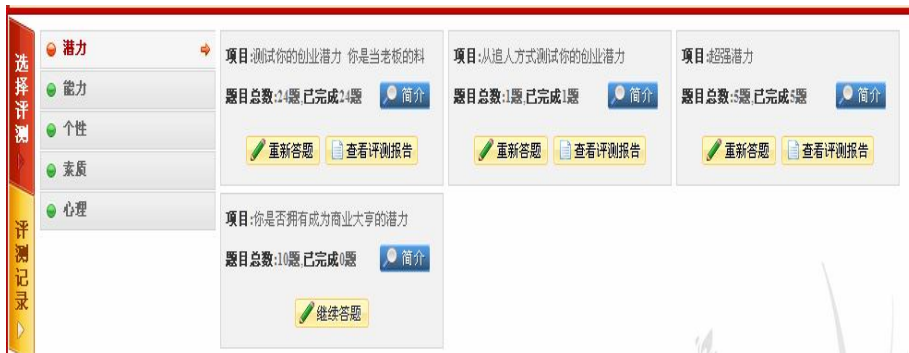 选择评测
评测记录
潜力
能力
个性
素质
心理
项目:测试你的创业潜力 你是当老板的料
题目总数:24题,已完成24题 简介
重新答题 查看评测报告
项目:从追人方式测试你的创业潜力
题目总数:1题,已完成1题 简介
重新答题 查看评测报告
项目:超强潜力
题目总数:5题,已完成5题 简介
重新答题 查看评测报告
项目:你是否拥有成为商业大亨的潜力
题目总数:10题,已完成0题 简介
继续答题